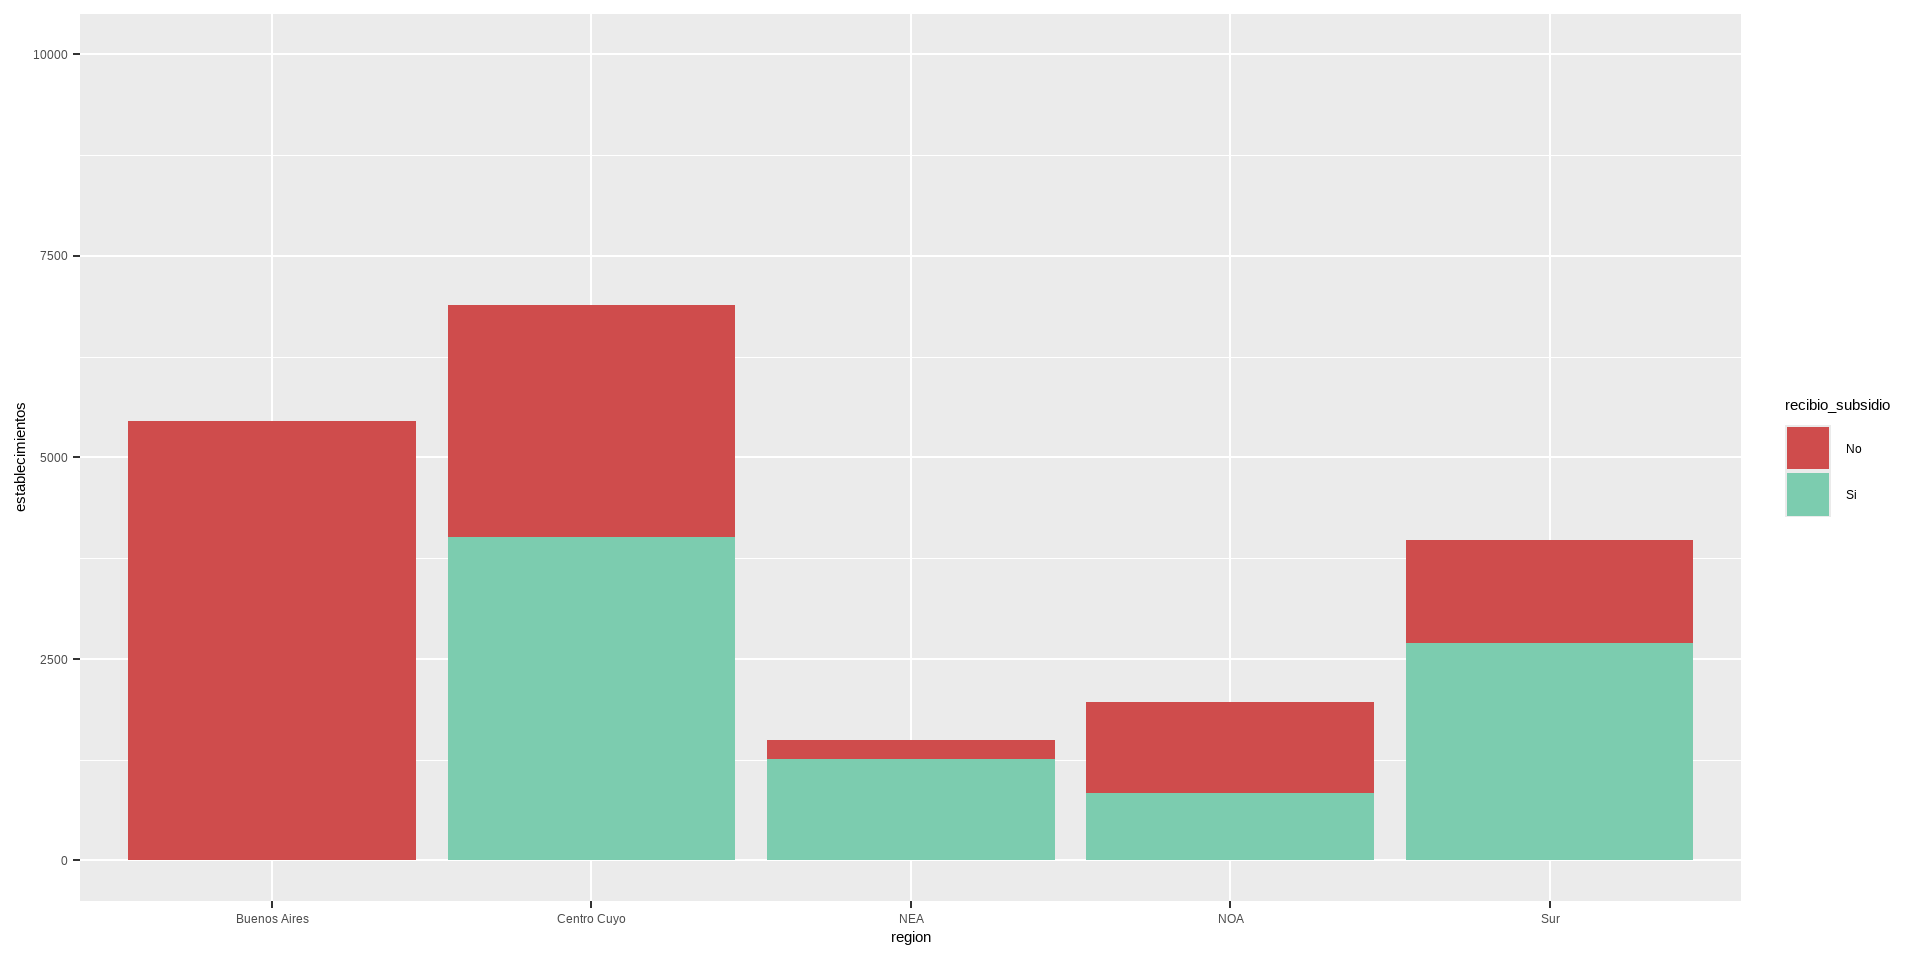 10000
7500
5000
2500
0
establecimientos
Buenos Aires
Centro Cuyo
NEA
NOA
Sur
region
recibio_subsidio
No
Si